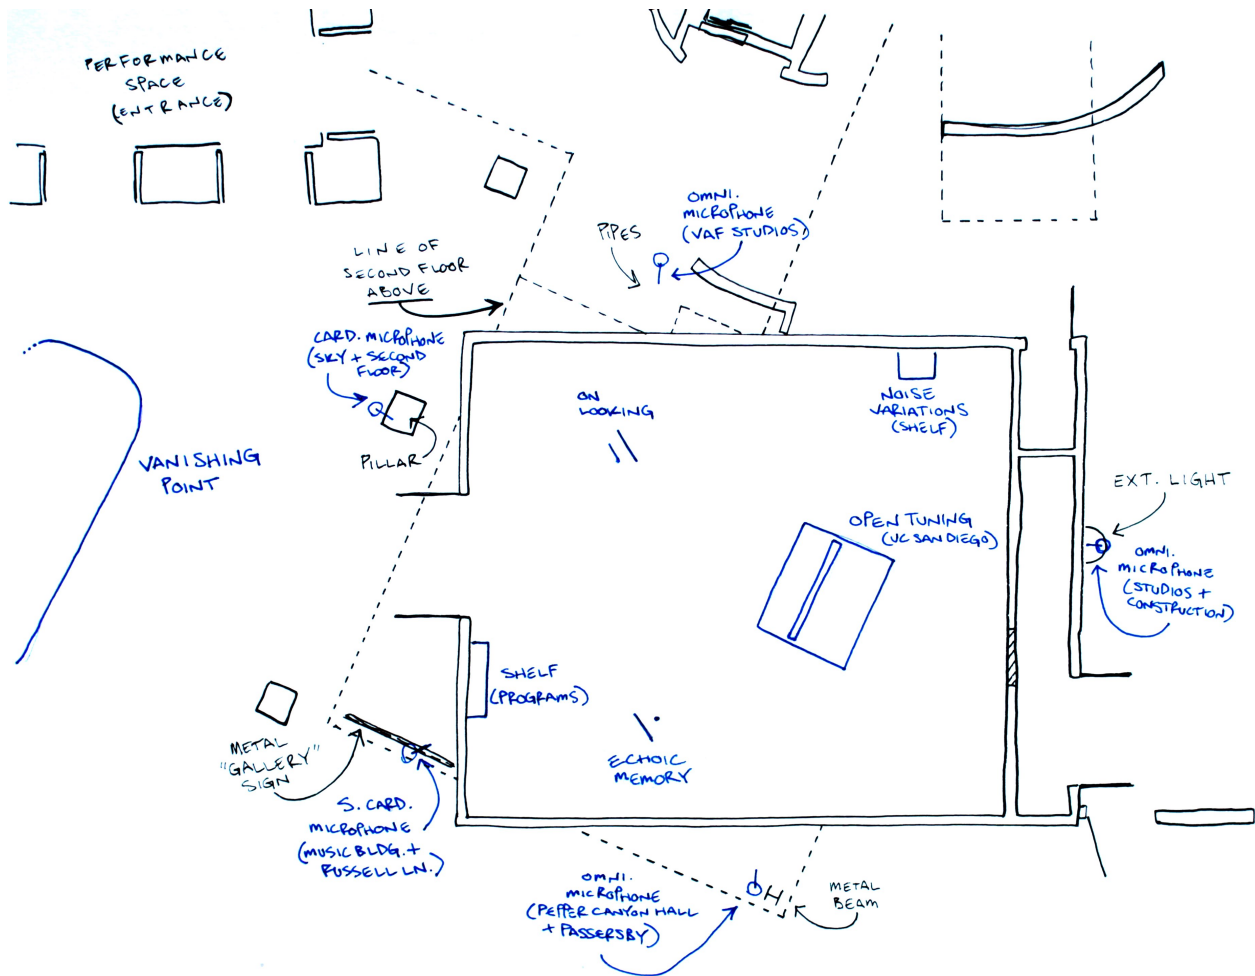 PERFORMANCE
SPACE
(ENTRANCE)
OMNI.
MICROPHONE
(VAF STUDIOS)
PIPES
LINE OF
SECOND FLOOR
ABOVE
CARD. MICROPHONE
(SKY + SECOND
FLOOR)
PILLAR
VANISHING
POINT
ON
LOOKING
NOISE
VARIATIONS
(SHELF)
EXT. LIGHT
OPEN TUNING
(UC SAN DIEGO)
OMNI.
MICROPHONE
(STUDIOS +
CONSTRUCTION)
SHELF
(PROGRAMS)
METAL
"GALLERY"
SIGN
ECHOIC
MEMORY
S. CARD.
MICROPHONE
(MUSIC BLDG. +
RUSSELL LN.)
OMNI.
MICROPHONE
(PEPPER CANYON HALL
+ PASSERSBY)
METAL
BEAM